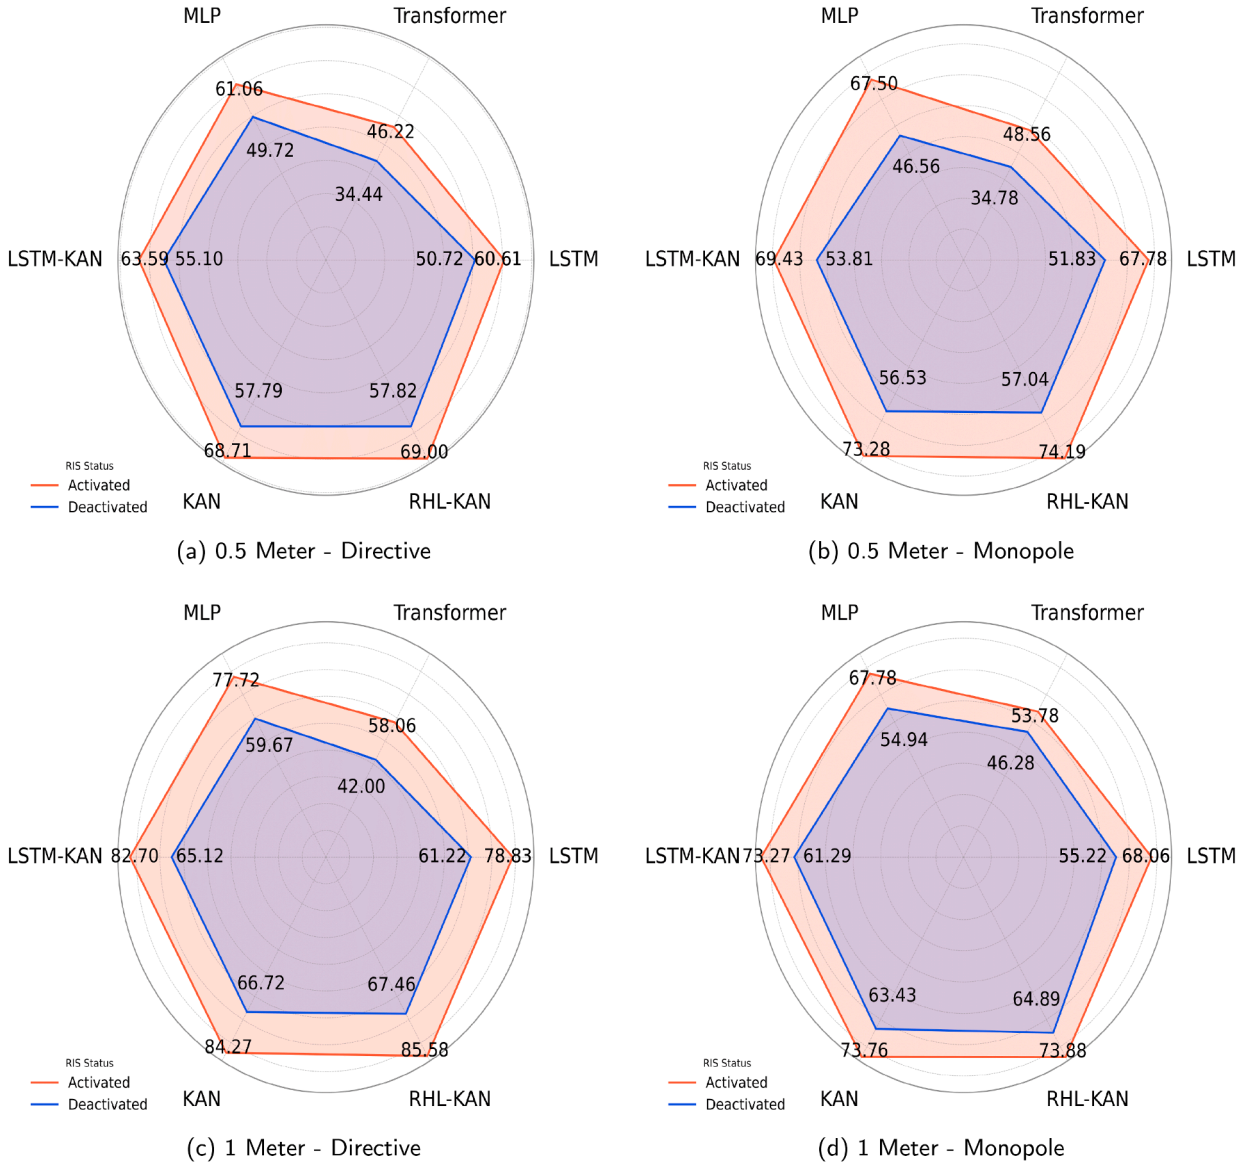 MLP Transformer
61.06
46.22
49.72
34.44
LSTM-KAN 63.59 55.10 50.72 60.61 LSTM
57.79 57.82
68.71 69.00
RIS Status
Activated
Deactivated
KAN RHL-KAN
(a) 0.5 Meter - Directive
MLP Transformer
67.50
48.56
46.56
34.78
LSTM-KAN 69.43 53.81 51.83 67.78 LSTM
56.53 57.04
73.28 74.19
RIS Status
Activated
Deactivated
KAN RHL-KAN
(b) 0.5 Meter - Monopole
MLP Transformer
77.72
58.06
59.67
42.00
LSTM-KAN 82.70 65.12 61.22 78.83 LSTM
66.72 67.46
84.27 85.58
RIS Status
Activated
Deactivated
KAN RHL-KAN
(c) 1 Meter - Directive
MLP Transformer
67.78
53.78
54.94
46.28
LSTM-KAN 73.27 61.29 55.22 68.06 LSTM
63.43 64.89
73.76 73.88
RIS Status
Activated
Deactivated
KAN RHL-KAN
(d) 1 Meter - Monopole